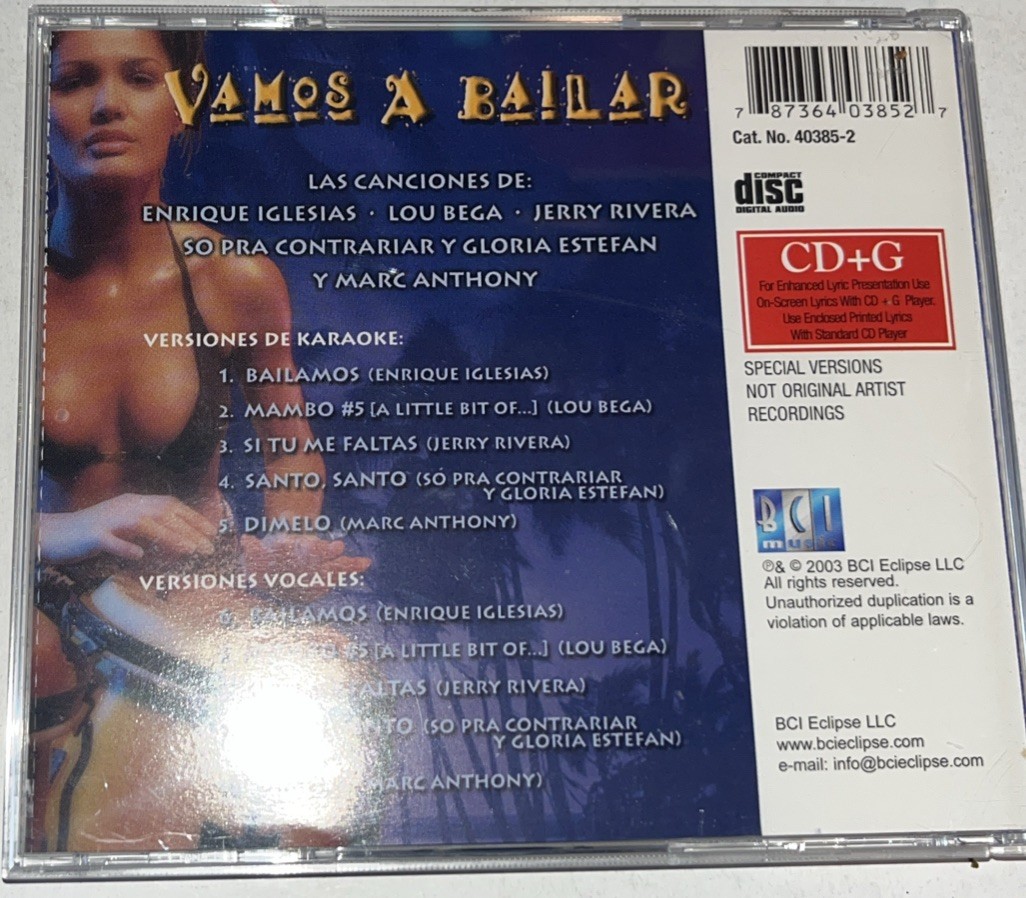 VAMOS A BAILAR
LAS CANCIONES DE:
ENRIQUE IGLESIAS · LOU BEGA · JERRY RIVERA
SO PRA CONTRARIAR Y GLORIA ESTEFAN
Y MARC ANTHONY
VERSIONES DE KARAOKE:
1. BAILAMOS (ENRIQUE IGLESIAS)
2. MAMBO #5 [A LITTLE BIT OF...] (LOU BEGA)
3. SI TU ME FALTAS (JERRY RIVERA)
4. SANTO, SANTO (SÓ PRA CONTRARIAR
Y GLORIA ESTEFAN)
5. DIMELO (MARC ANTHONY)
VERSIONES VOCALES:
BAILAMOS (ENRIQUE IGLESIAS)
#5 [A LITTLE BIT OF...] (LOU BEGA)
(JERRY RIVERA)
(SO PRA CONTRARIAR
Y GLORIA ESTEFAN)
ANTHONY)
7 87364 03852 7
Cat. No. 40385-2
COMPACT
disc
DIGITAL AUDIO
CD+G
For Enhanced Lyric Presentation Use
On-Screen Lyrics With CD + G Player.
Use Enclosed Printed Lyrics
With Standard CD Player
SPECIAL VERSIONS
NOT ORIGINAL ARTIST
RECORDINGS
BCI
music
℗& © 2003 BCI Eclipse LLC
All rights reserved.
Unauthorized duplication is a
violation of applicable laws.
BCI Eclipse LLC
www.bcieclipse.com
e-mail: info@bcieclipse.com